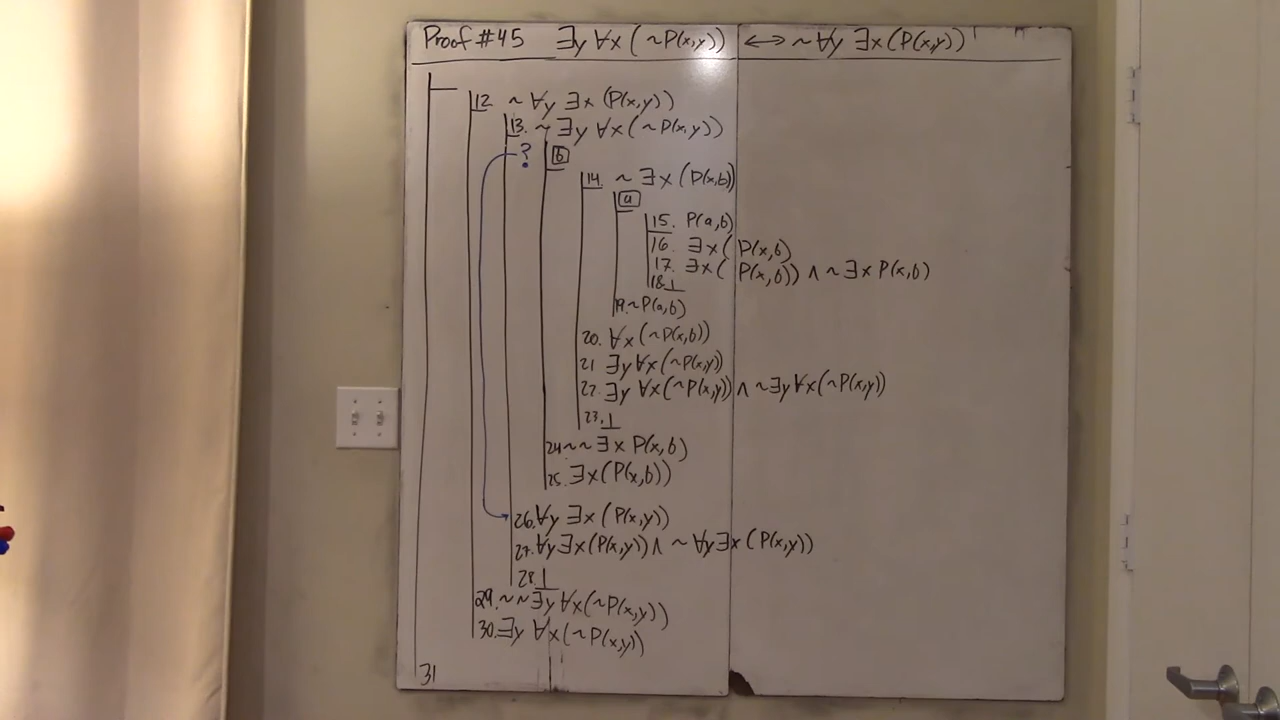 Proof #45 ∃y ∀x (~P(x,y)) ⟷ ~∀y ∃x (P(x,y))
12 ~∀y ∃x (P(x,y))
13. ~∃y ∀x (~P(x,y))
? b
14. ~∃x (P(x,b))
a
15. P(a,b)
16. ∃x( P(x,b)
17. ∃x( P(x,b)) ∧ ~∃x P(x,b)
18. ⊥
19. ~P(a,b)
20. ∀x (~P(x,b))
21 ∃y ∀x (~P(x,y))
22. ∃y ∀x (~P(x,y)) ∧ ~∃y ∀x (~P(x,y))
23. ⊥
24. ~~∃x P(x,b)
25. ∃x (P(x,b))
26. ∀y ∃x (P(x,y))
27. ∀y ∃x (P(x,y)) ∧ ~∀y ∃x (P(x,y))
28. ⊥
29. ~~∃y ∀x (~P(x,y))
30. ∃y ∀x (~P(x,y))
31